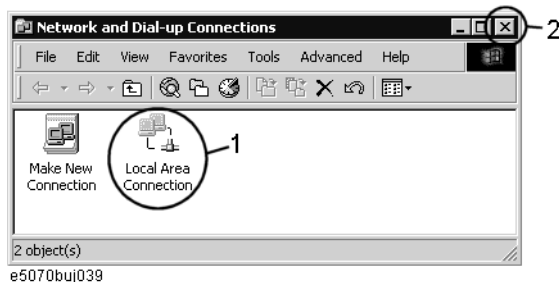 Network and Dial-up Connections
2
File Edit View Favorites Tools Advanced Help
1
Make New
Connection
Local Area
Connection
2 object(s)
e5070buj039